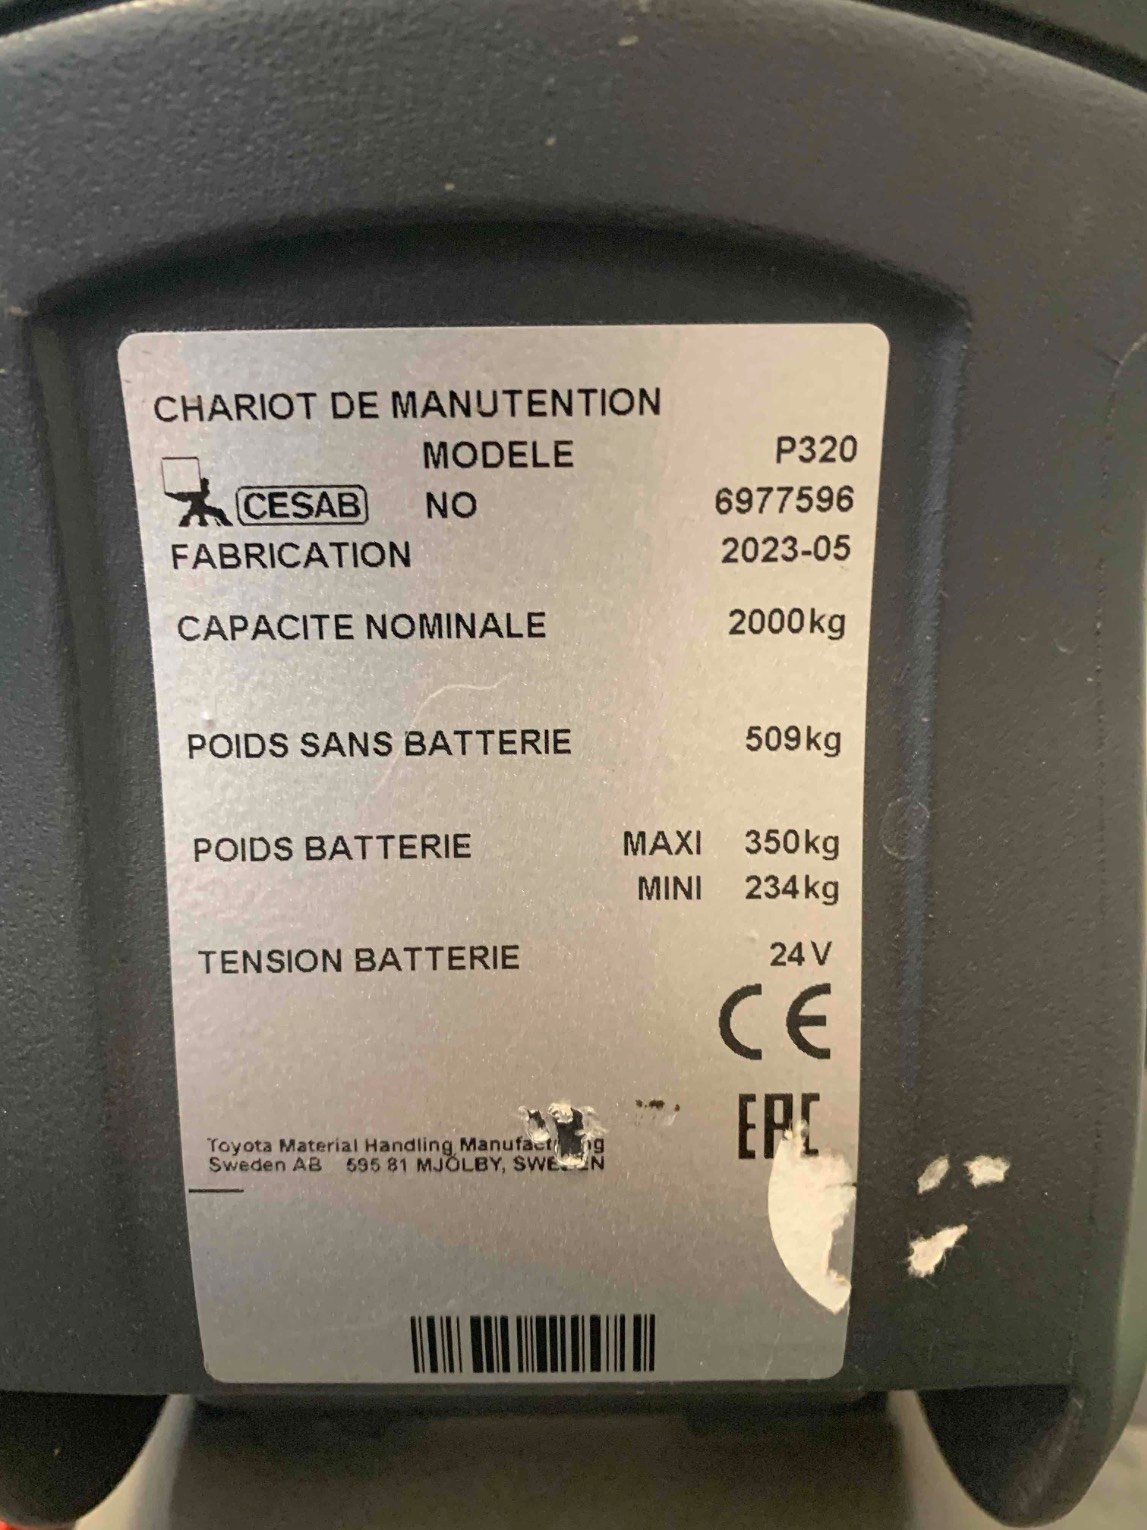 CHARIOT DE MANUTENTION
MODELE P320
CESAB NO 6977596
FABRICATION 2023-05
CAPACITE NOMINALE 2000kg
POIDS SANS BATTERIE 509kg
POIDS BATTERIE MAXI 350kg
MINI 234kg
TENSION BATTERIE 24V
CE
EAC
Toyota Material Handling
Sweden AB 595 81 MJÖLBY,